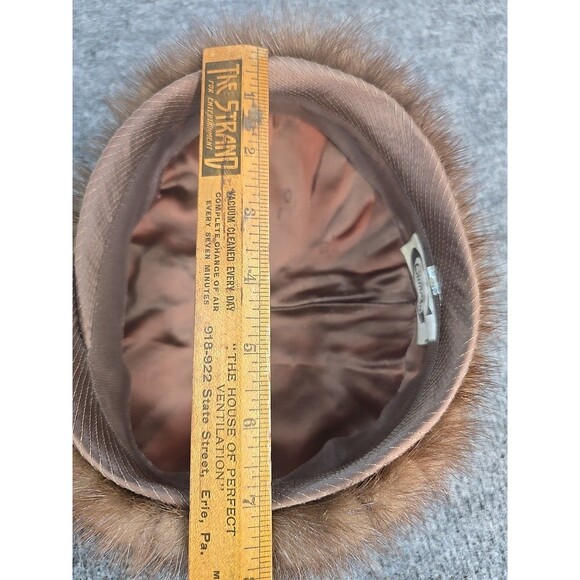 THE STRAND
FOR ENTERTAINMENT
VACUUM CLEANED EVERY DAY
COMPLETE CHANGE OF AIR
EVERY SEVEN MINUTES
"THE HOUSE OF PERFECT
VENTILATION"
918-922 State Street, Erie, Pa.
1
2
3
4
5
6
7